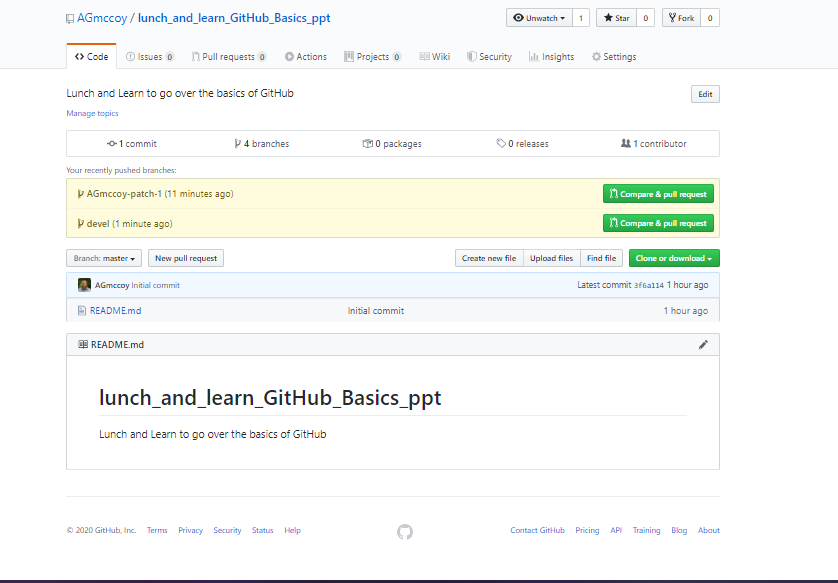 AGmccoy / lunch_and_learn_GitHub_Basics_ppt Unwatch 1 Star 0 Fork 0
Code Issues 0 Pull requests 0 Actions Projects 0 Wiki Security Insights Settings
Lunch and Learn to go over the basics of GitHub Edit
Manage topics
1 commit 4 branches 0 packages 0 releases 1 contributor
Your recently pushed branches:
AGmccoy-patch-1 (11 minutes ago) Compare & pull request
devel (1 minute ago) Compare & pull request
Branch: master New pull request Create new file Upload files Find file Clone or download
AGmccoy Initial commit Latest commit 3f6a114 1 hour ago
README.md Initial commit 1 hour ago
README.md
lunch_and_learn_GitHub_Basics_ppt
Lunch and Learn to go over the basics of GitHub
© 2020 GitHub, Inc. Terms Privacy Security Status Help Contact GitHub Pricing API Training Blog About